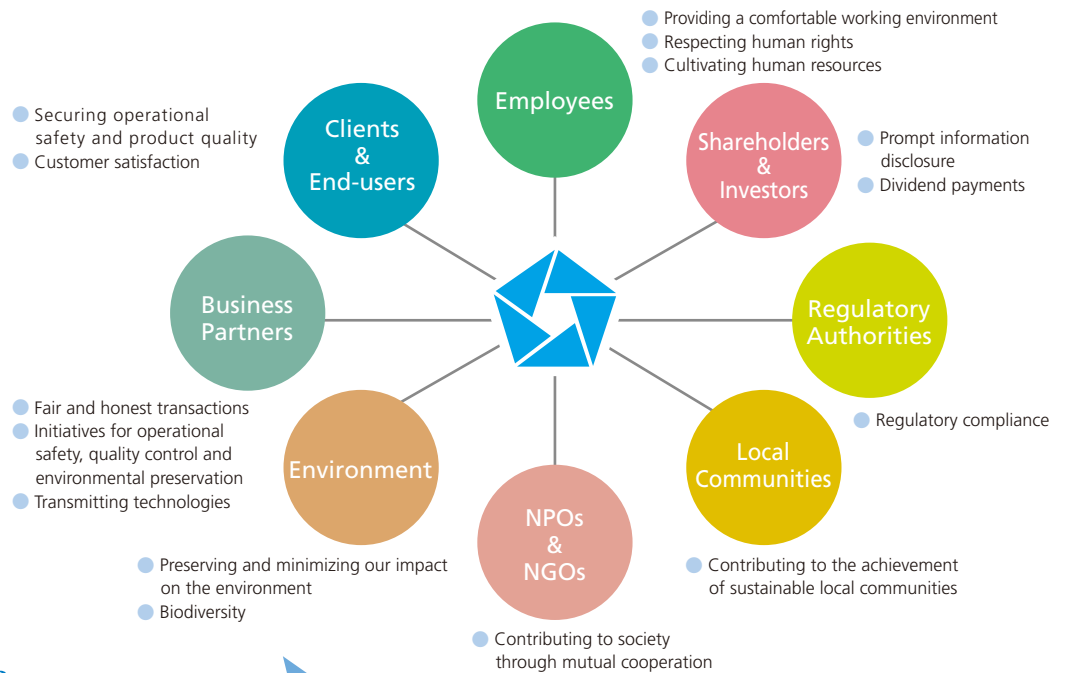 Providing a comfortable working environment
Respecting human rights
Cultivating human resources
Employees
Securing operational
safety and product quality
Customer satisfaction
Clients
&
End-users
Shareholders
&
Investors
Prompt information
disclosure
Dividend payments
Business
Partners
Regulatory
Authorities
Fair and honest transactions
Initiatives for operational
safety, quality control and
environmental preservation
Transmitting technologies
Regulatory compliance
Environment
Local
Communities
NPOs
&
NGOs
Preserving and minimizing our impact
on the environment
Biodiversity
Contributing to the achievement
of sustainable local communities
Contributing to society
through mutual cooperation